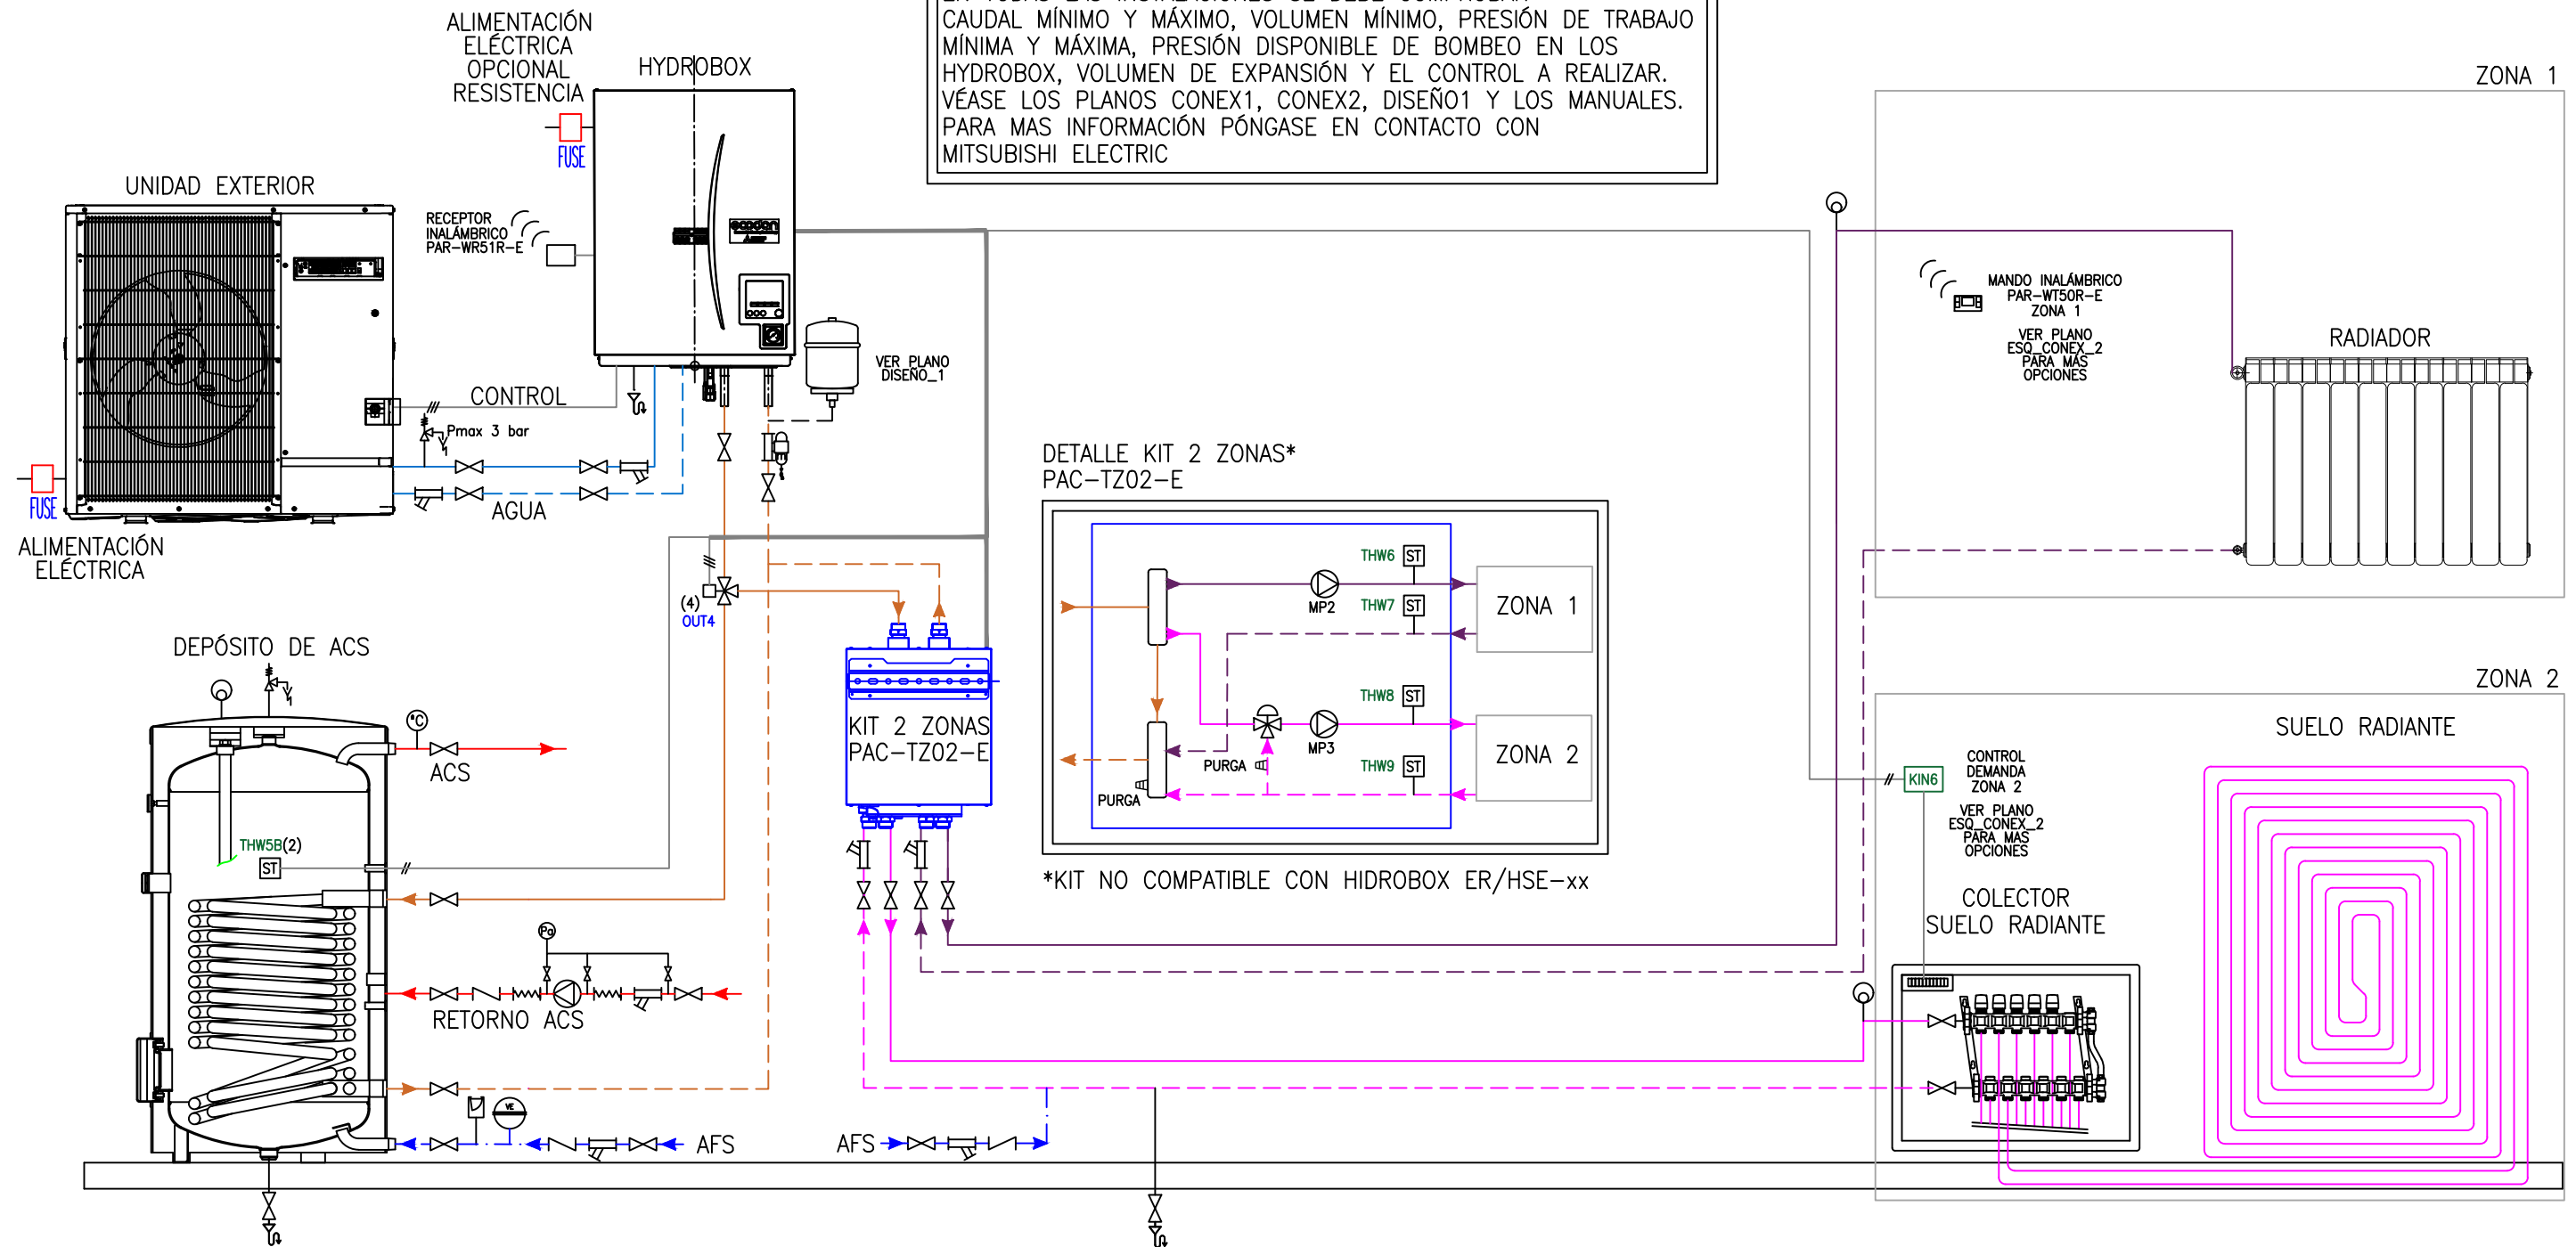 CAUDAL MÍNIMO Y MÁXIMO, VOLUMEN MÍNIMO, PRESIÓN DE TRABAJO
MÍNIMA Y MÁXIMA, PRESIÓN DISPONIBLE DE BOMBEO EN LOS
HYDROBOX, VOLUMEN DE EXPANSIÓN Y EL CONTROL A REALIZAR.
VÉASE LOS PLANOS CONEX1, CONEX2, DISEÑO1 Y LOS MANUALES.
PARA MAS INFORMACIÓN PÓNGASE EN CONTACTO CON
MITSUBISHI ELECTRIC
ALIMENTACIÓN
ELÉCTRICA
OPCIONAL
RESISTENCIA
FUSE
HYDROBOX
ecodan
UNIDAD EXTERIOR
RECEPTOR
INALÁMBRICO
PAR-WR51R-E
VER PLANO
DISEÑO_1
CONTROL
Pmax 3 bar
AGUA
FUSE
ALIMENTACIÓN
ELÉCTRICA
ZONA 1
MANDO INALÁMBRICO
PAR-WT50R-E
ZONA 1
VER PLANO
ESQ_CONEX_2
PARA MAS
OPCIONES
RADIADOR
DETALLE KIT 2 ZONAS*
PAC-TZ02-E
THW6
ST
MP2
THW7
ST
ZONA 1
THW8
ST
MP3
PURGA
THW9
ST
ZONA 2
PURGA
*KIT NO COMPATIBLE CON HIDROBOX ER/HSE-xx
(4)
OUT4
KIT 2 ZONAS
PAC-TZ02-E
DEPÓSITO DE ACS
°C
ACS
THW5B(2)
ST
Pa
RETORNO ACS
VE
AFS
AFS
ZONA 2
SUELO RADIANTE
KIN6
CONTROL
DEMANDA
ZONA 2
VER PLANO
ESQ_CONEX_2
PARA MAS
OPCIONES
COLECTOR
SUELO RADIANTE